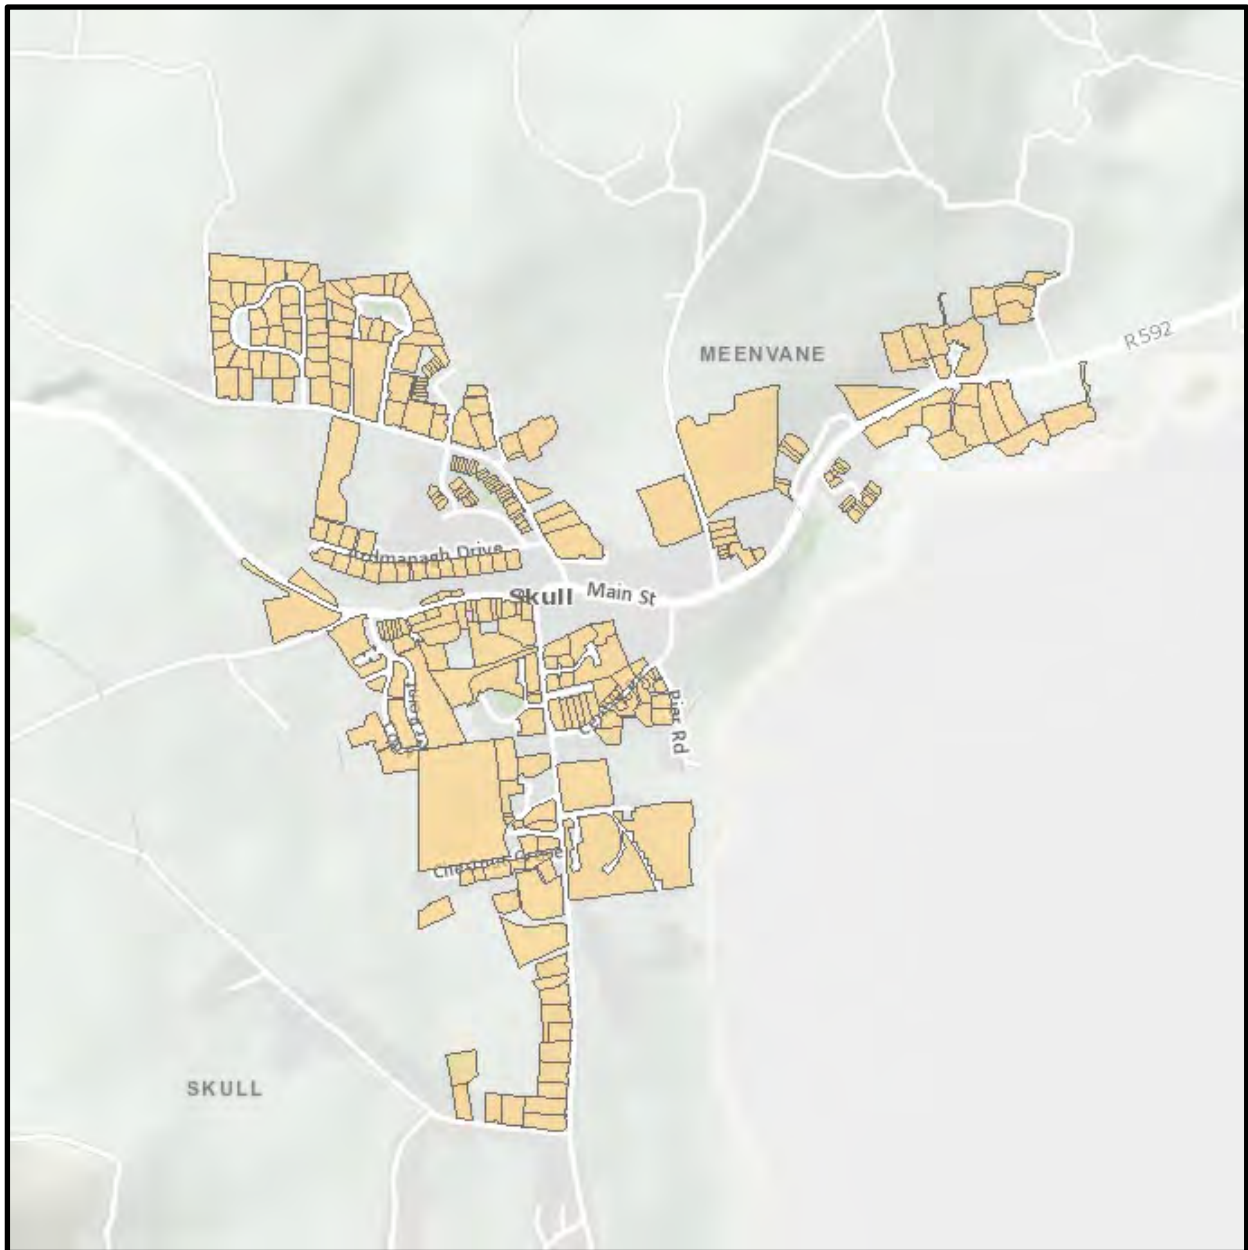 R592
MEENVANE
Ardmanagh Drive
Skull
Main St
Pier Rd
SKULL